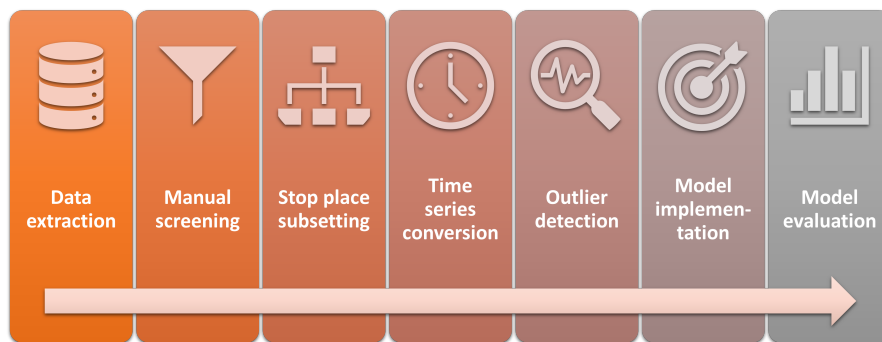 Data
extraction
Manual
screening
Stop place
subsetting
Time
series
conversion
Outlier
detection
Model
implemen-
tation
Model
evaluation